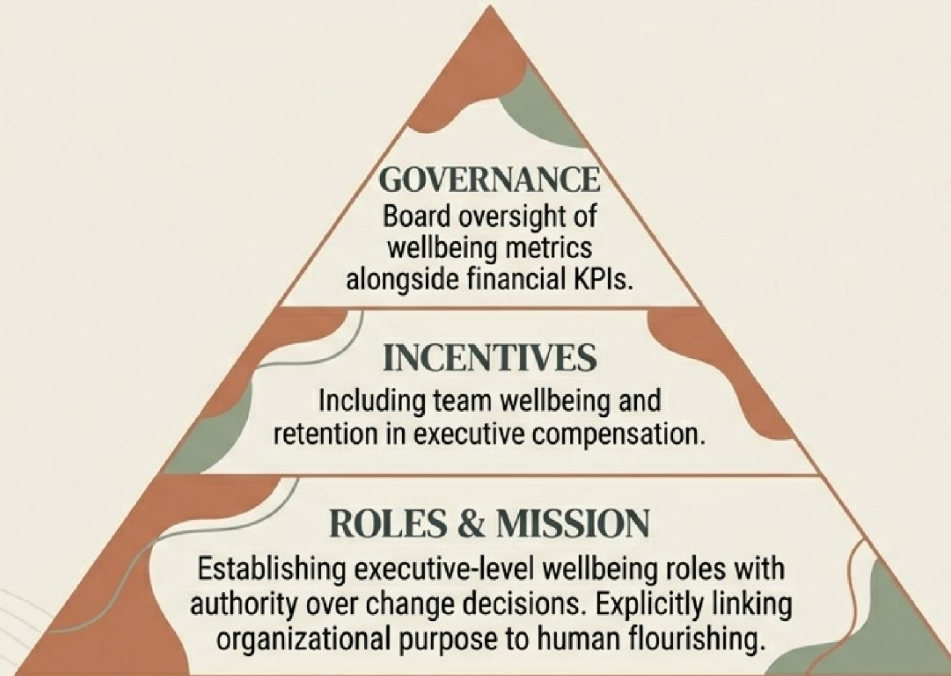 GOVERNANCE
Board oversight of
wellbeing metrics
alongside financial KPIs.
INCENTIVES
Including team wellbeing and
retention in executive compensation.
ROLES & MISSION
Establishing executive-level wellbeing roles with
authority over change decisions. Explicitly linking
organizational purpose to human flourishing.